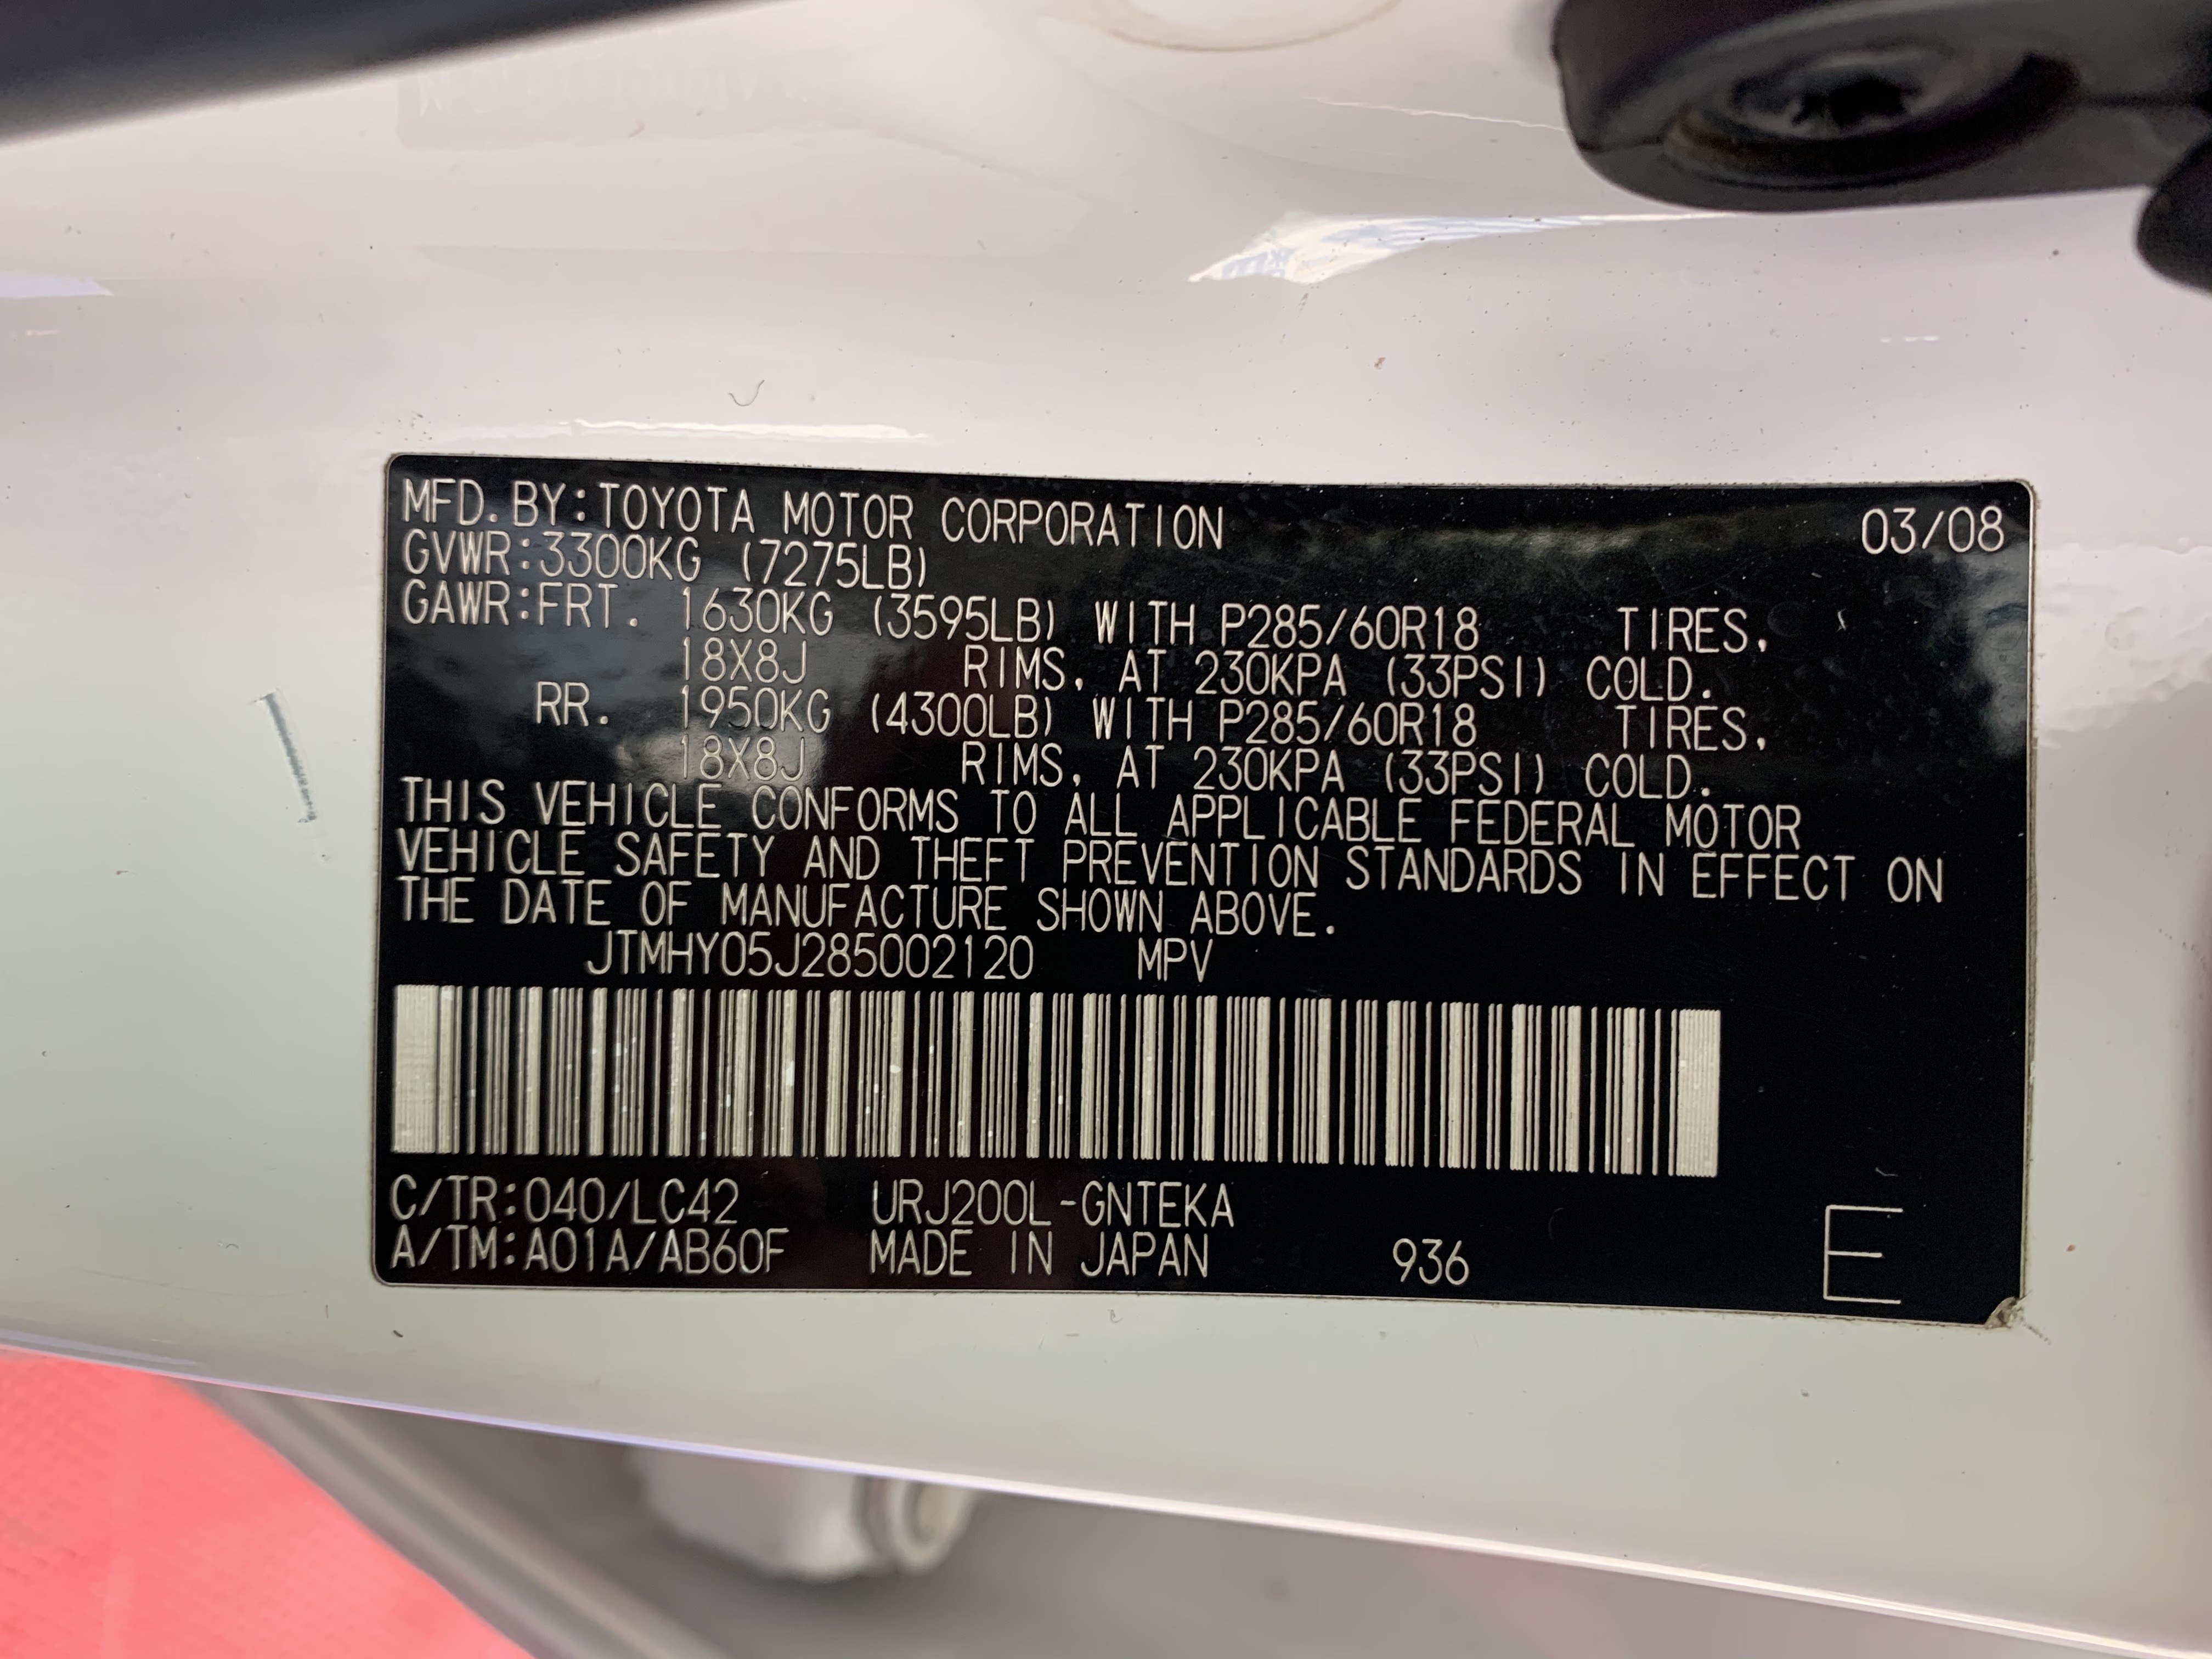 MFD.BY:TOYOTA MOTOR CORPORATION 03/08
GVWR:3300KG (7275LB)
GAWR:FRT. 1630KG (3595LB) WITH P285/60R18 TIRES,
18X8J RIMS, AT 230KPA (33PSI) COLD.
RR. 1950KG (4300LB) WITH P285/60R18 TIRES,
18X8J RIMS, AT 230KPA (33PSI) COLD.
THIS VEHICLE CONFORMS TO ALL APPLICABLE FEDERAL MOTOR
VEHICLE SAFETY AND THEFT PREVENTION STANDARDS IN EFFECT ON
THE DATE OF MANUFACTURE SHOWN ABOVE.
JTMHY05J285002120 MPV
C/TR:040/LC42 URJ200L-GNTEKA
A/TM:A01A/AB60F MADE IN JAPAN 936 E